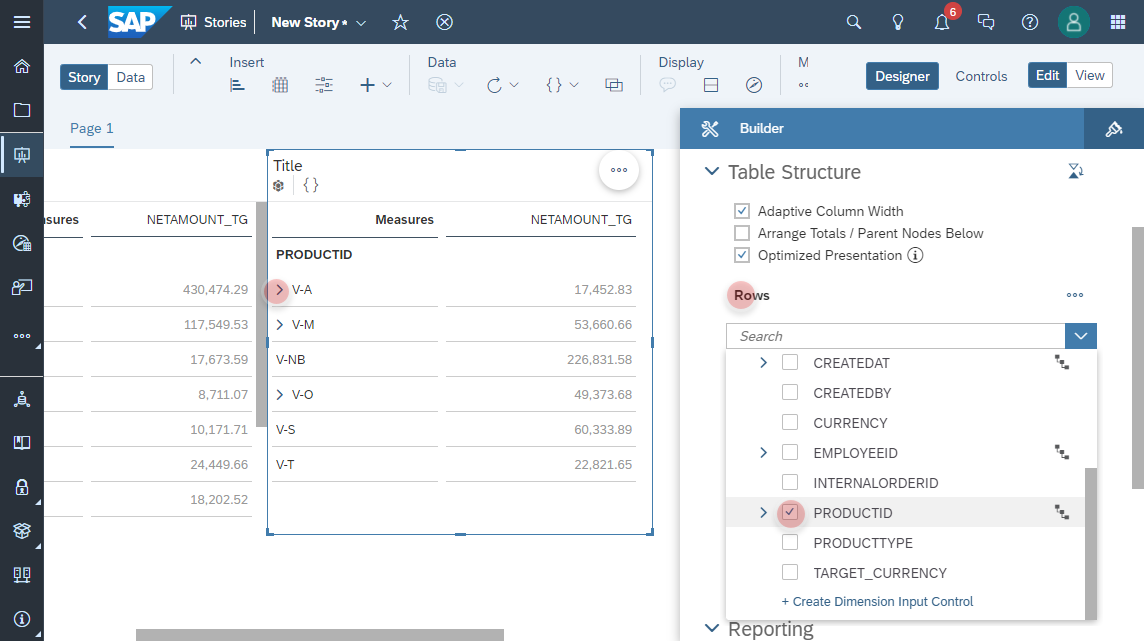 SAP Stories New Story * 6
Story Data Insert Data Display M Designer Controls Edit View
Page 1
Builder
Title
{ }
sures NETAMOUNT_TG
430,474.29
117,549.53
17,673.59
8,711.07
10,171.71
24,449.66
18,202.52
Measures NETAMOUNT_TG
PRODUCTID
V-A 17,452.83
V-M 53,660.66
V-NB 226,831.58
V-O 49,373.68
V-S 60,333.89
V-T 22,821.65
Table Structure
Adaptive Column Width
Arrange Totals / Parent Nodes Below
Optimized Presentation
Rows
Search
CREATEDAT
CREATEDBY
CURRENCY
EMPLOYEEID
INTERNALORDERID
PRODUCTID
PRODUCTTYPE
TARGET_CURRENCY
+ Create Dimension Input Control
Reporting